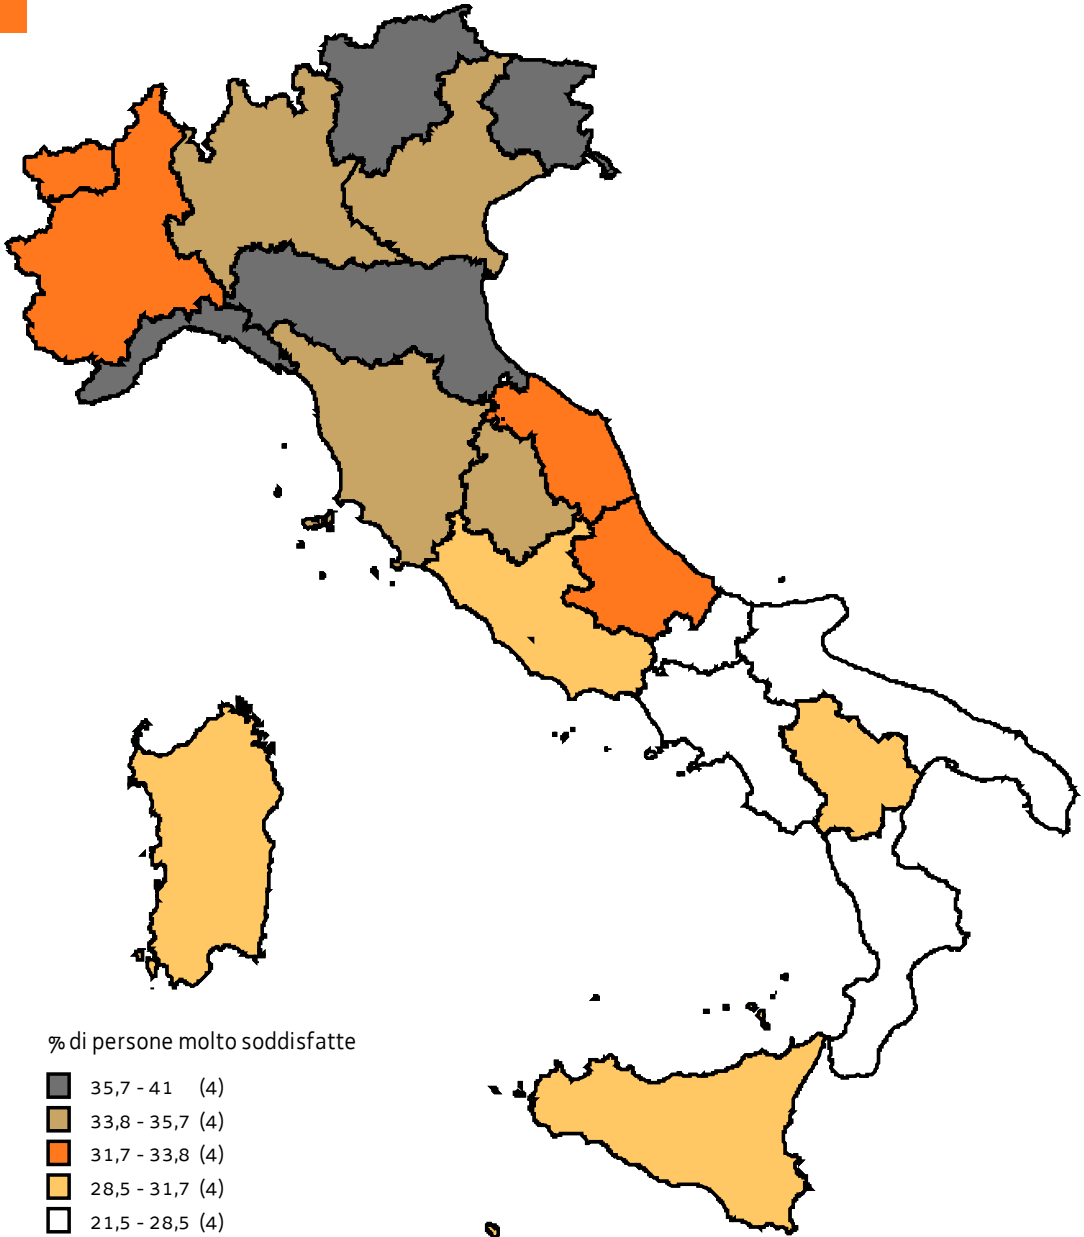 % di persone molto soddisfatte
35,7 - 41 (4)
33,8 - 35,7 (4)
31,7 - 33,8 (4)
28,5 - 31,7 (4)
21,5 - 28,5 (4)